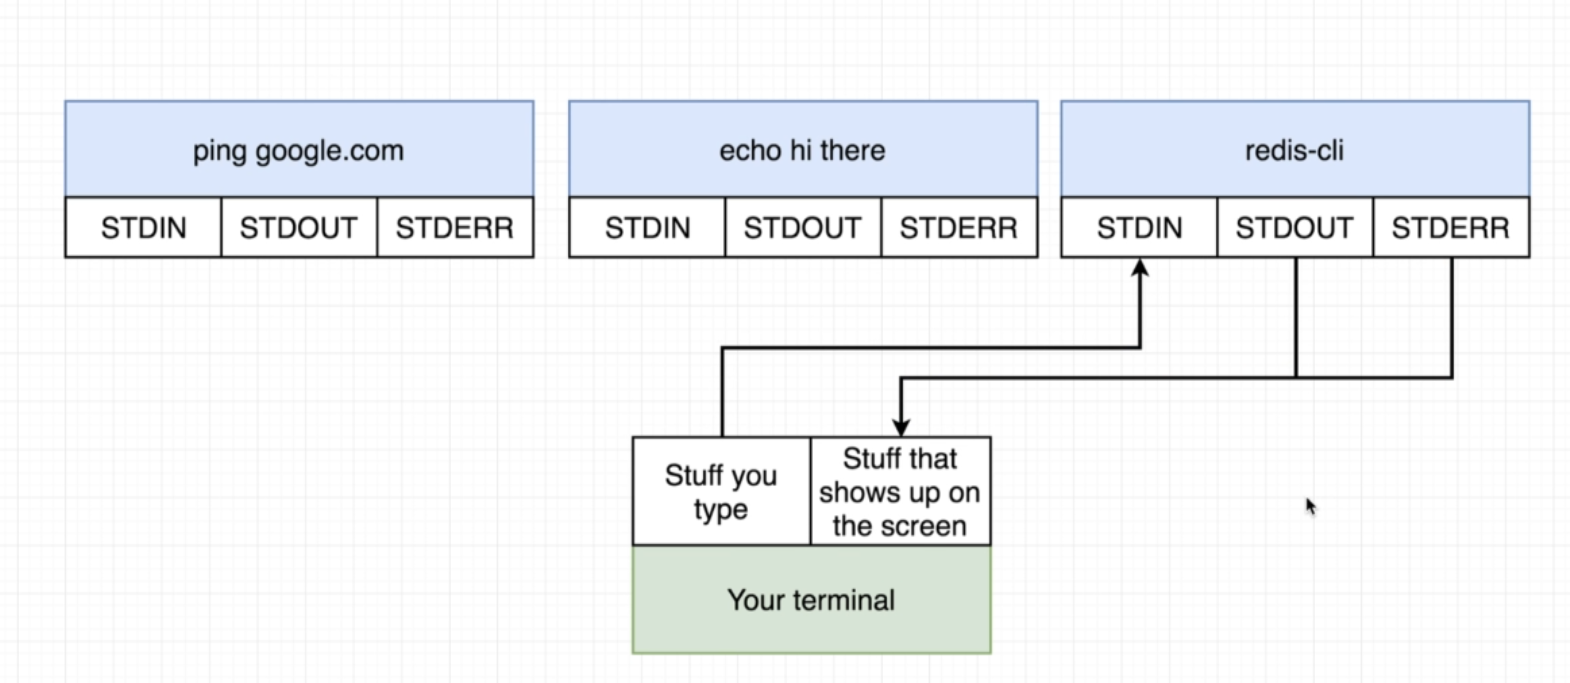 ping google.com
echo hi there
redis-cli
STDIN
STDOUT
STDERR
STDIN
STDOUT
STDERR
STDIN
STDOUT
STDERR
Stuff you
type
Stuff that
shows up on
the screen
Your terminal